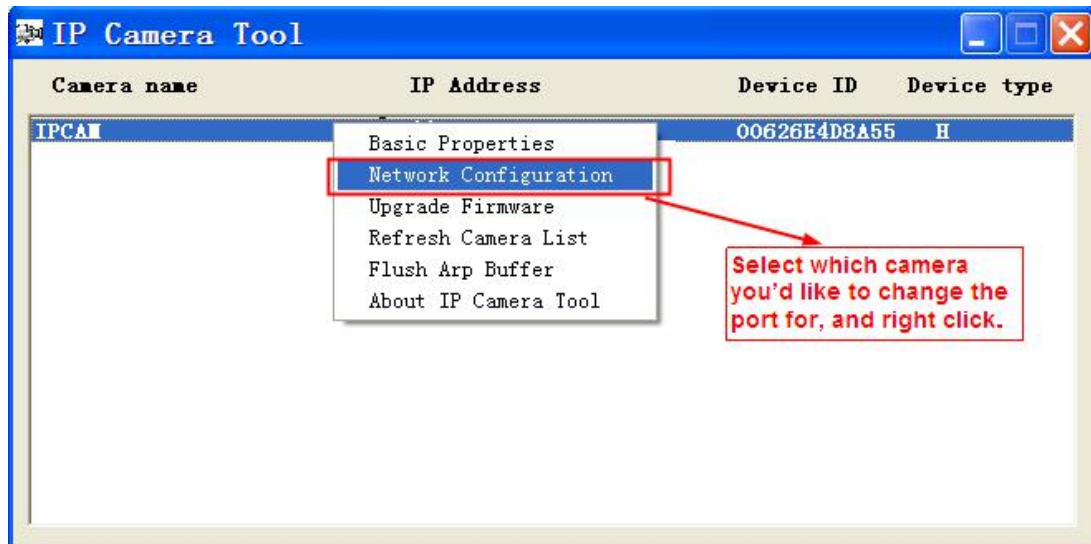 IP Camera Tool
Camera name IP Address Device ID Device type
IPCAM 00626E4D8A55 H
Basic Properties
Network Configuration
Upgrade Firmware
Refresh Camera List
Flush Arp Buffer
About IP Camera Tool
Select which camera
you'd like to change the
port for, and right click.